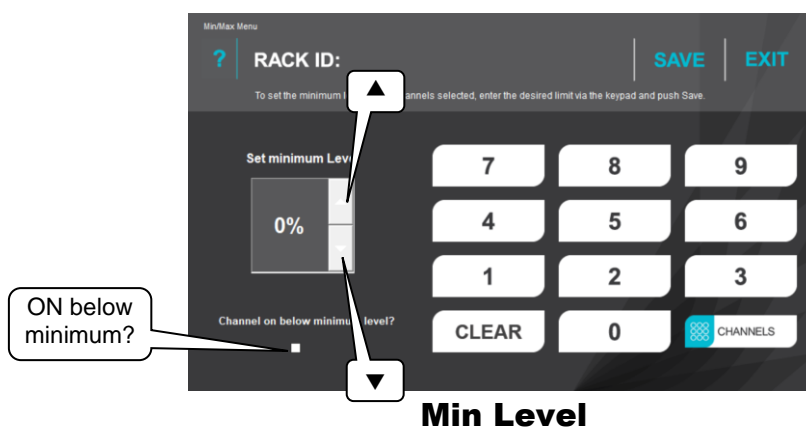 Min/Max Menu
? RACK ID: SAVE EXIT
To set the minimum annels selected, enter the desired limit via the keypad and push Save.
▲
Set minimum Leve
7 8 9
0%
4 5 6
1 2 3
ON below
minimum?
Channel on below minimum level?
CLEAR 0 CHANNELS
▼
Min Level